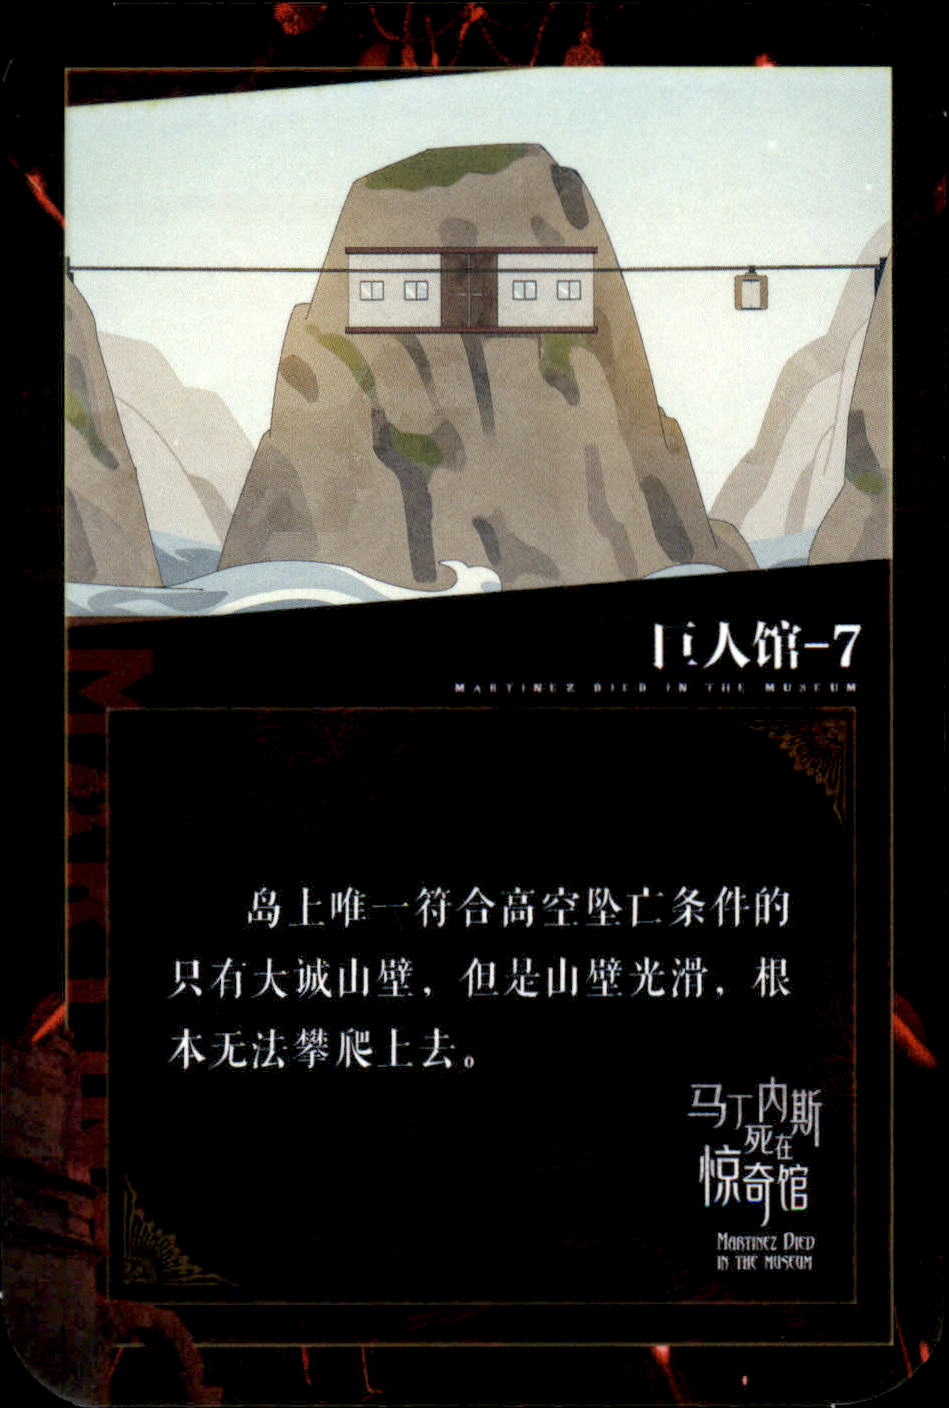 巨人馆-7
MARTINEZ DIED IN THE MUSEUM
岛上唯一符合高空坠亡条件的
只有大诚山壁，但是山壁光滑，根
本无法攀爬上去。
马丁内斯
死在
惊奇馆
MARTINEZ DIED
IN THE MUSEUM